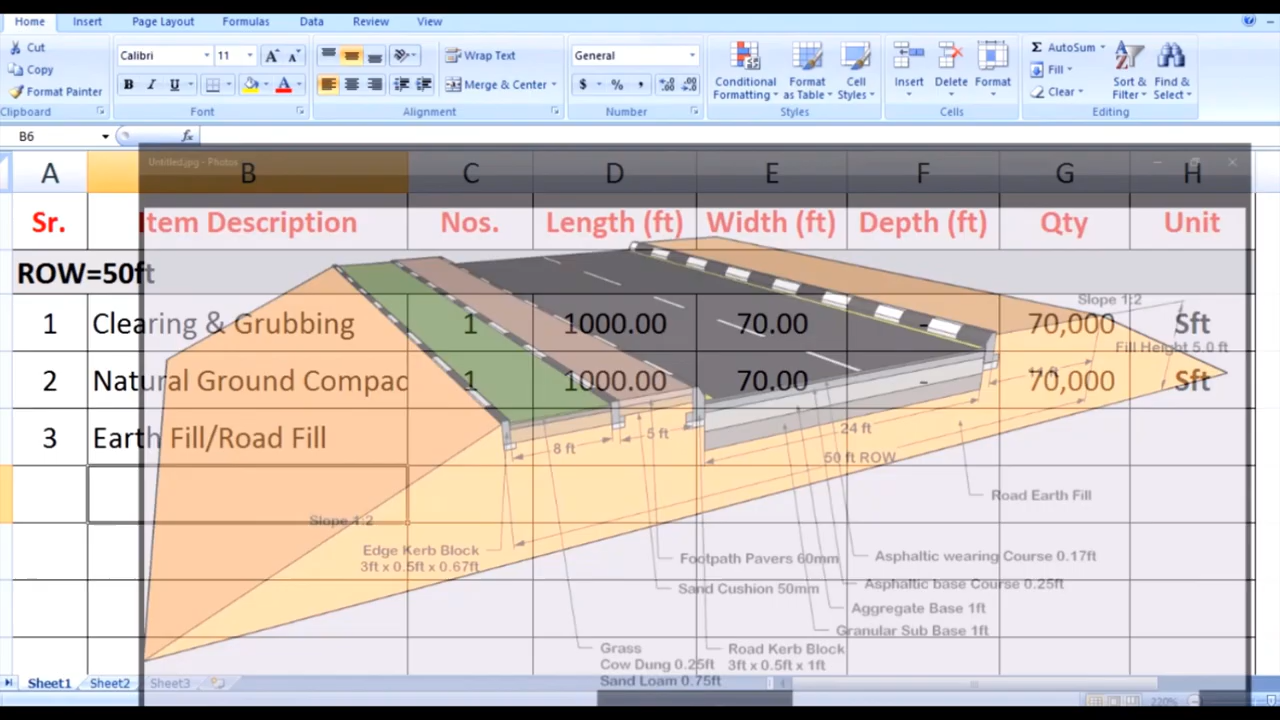 Home Insert Page Layout Formulas Data Review View
Cut
Copy
Format Painter
Clipboard
Calibri 11
B I U
Font
Wrap Text
Merge & Center
Alignment
General
$ % ,
Number
Conditional Formatting
Format as Table
Cell Styles
Styles
Insert Delete Format
Cells
Σ AutoSum
Fill
Clear
Sort & Filter
Find & Select
Editing
B6 fx
Untitled.jpg - Photos
A B C D E F G H
Sr. Item Description Nos. Length (ft) Width (ft) Depth (ft) Qty Unit
ROW=50ft
1 Clearing & Grubbing 1 1000.00 70.00 - 70,000 Sft
2 Natural Ground Compac 1 1000.00 70.00 - 70,000 Sft
3 Earth Fill/Road Fill
Slope 1:2
Fill Height 5.0 ft
8 ft
5 ft
24 ft
50 ft ROW
Road Earth Fill
Slope 1:2
Edge Kerb Block
3ft x 0.5ft x 0.67ft
Footpath Pavers 60mm
Sand Cushion 50mm
Asphaltic wearing Course 0.17ft
Asphaltic base Course 0.25ft
Aggregate Base 1ft
Granular Sub Base 1ft
Grass
Cow Dung 0.25ft
Sand Loam 0.75ft
Road Kerb Block
3ft x 0.5ft x 1ft
Sheet1 Sheet2 Sheet3
220%